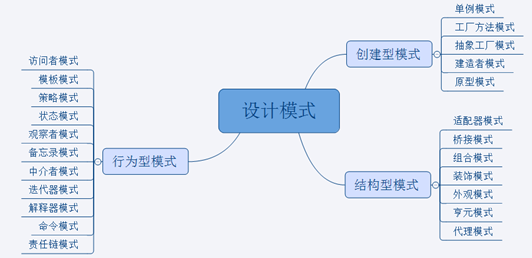 设计模式
创建型模式
单例模式
工厂方法模式
抽象工厂模式
建造者模式
原型模式
结构型模式
适配器模式
桥接模式
组合模式
装饰模式
外观模式
亨元模式
代理模式
行为型模式
访问者模式
模板模式
策略模式
状态模式
观察者模式
备忘录模式
中介者模式
迭代器模式
解释器模式
命令模式
责任链模式